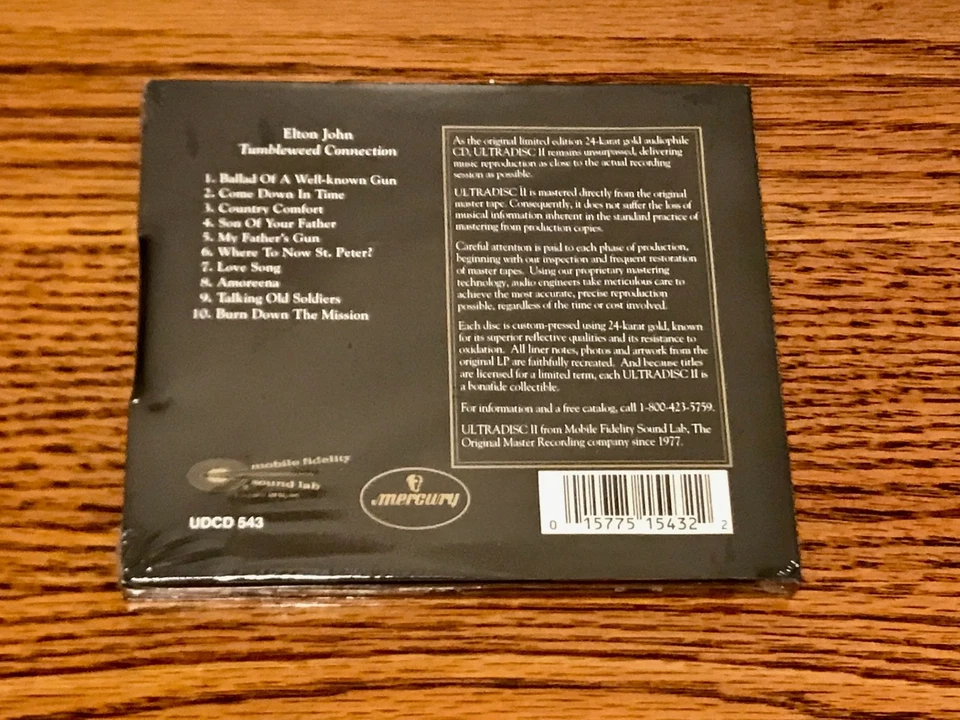 Elton John
Tumbleweed Connection
1. Ballad Of A Well-known Gun
2. Come Down In Time
3. Country Comfort
4. Son Of Your Father
5. My Father's Gun
6. Where To Now St. Peter?
7. Love Song
8. Amoreena
9. Talking Old Soldiers
10. Burn Down The Mission
As the original limited edition 24-karat gold audiophile
CD, ULTRADISC II remains unsurpassed, delivering
music reproduction as close to the actual recording
session as possible.
ULTRADISC II is mastered directly from the original
master tape. Consequently, it does not suffer the loss of
musical information inherent in the standard practice of
mastering from production copies.
Careful attention is paid to each phase of production,
beginning with our inspection and frequent restoration
of master tapes. Using our proprietary mastering
technology, audio engineers take meticulous care to
achieve the most accurate, precise reproduction
possible, regardless of the time or cost involved.
Each disc is custom-pressed using 24-karat gold, known
for its superior reflective qualities and its resistance to
oxidation. All liner notes, photos and artwork from the
original LP are faithfully recreated. And because titles
are licensed for a limited term, each ULTRADISC II is
a bonafide collectible.
For information and a free catalog, call 1-800-423-5759.
ULTRADISC II from Mobile Fidelity Sound Lab, The
Original Master Recording company since 1977.
mobile fidelity
sound lab
UDCD 543
mercury
0 15775 15432 2